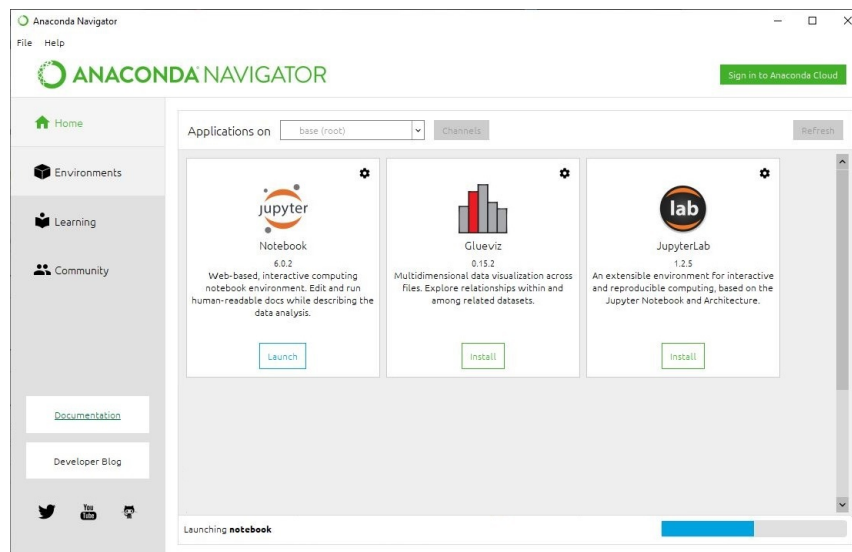 Anaconda Navigator
File Help
ANACONDA NAVIGATOR
Sign in to Anaconda Cloud
Home
Environments
Learning
Community
Documentation
Developer Blog
You
Tube
Applications on base (root) Channels Refresh
jupyter
Notebook
6.0.2
Web-based, interactive computing
notebook environment. Edit and run
human-readable docs while describing the
data analysis.
Launch
Glueviz
0.15.2
Multidimensional data visualization across
files. Explore relationships within and
among related datasets.
Install
lab
JupyterLab
1.2.5
An extensible environment for interactive
and reproducible computing, based on the
Jupyter Notebook and Architecture.
Install
Launching notebook